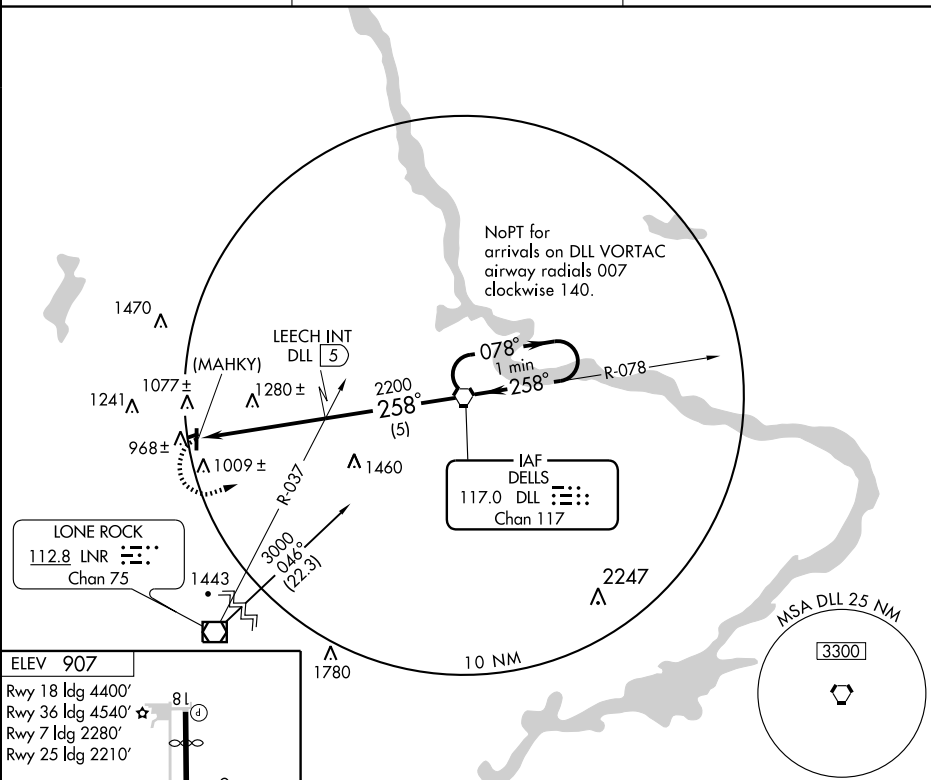 NoPT for
arrivals on DLL VORTAC
airway radials 007
clockwise 140.
1470
LEECH INT
DLL 5
(MAHKY)
078°
1 min
258°
R-078
1077±
1280±
2200
258°
(5)
1241
968±
1009±
1460
R-037
IAF
DELLS
117.0 DLL
Chan 117
LONE ROCK
112.8 LNR
Chan 75
3000
046°
(22.3)
1443
2247
MSA DLL 25 NM
3300
1780
10 NM
ELEV 907
Rwy 18 ldg 4400'
Rwy 36 ldg 4540'
Rwy 7 ldg 2280'
Rwy 25 ldg 2210'
18
P